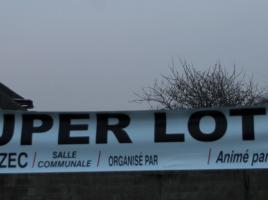 UPER LOT
ZEC SALLE ORGANISÉ PAR Animé par
COMMUNALE